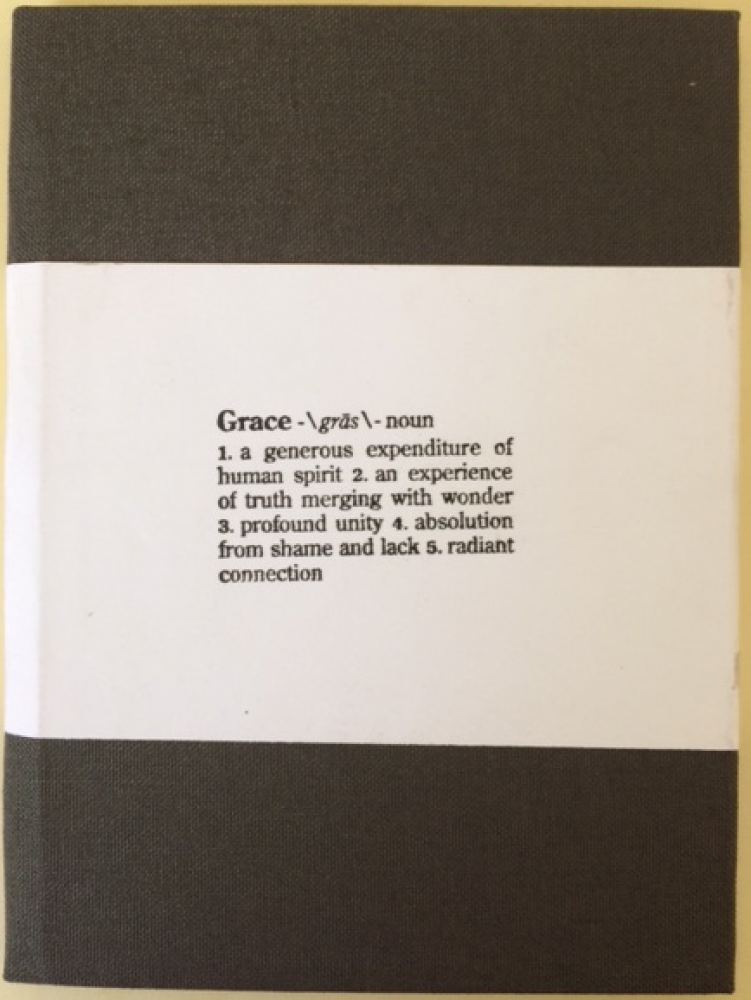 Grace -\grās\- noun
1. a generous expenditure of
human spirit 2. an experience
of truth merging with wonder
3. profound unity 4. absolution
from shame and lack 5. radiant
connection